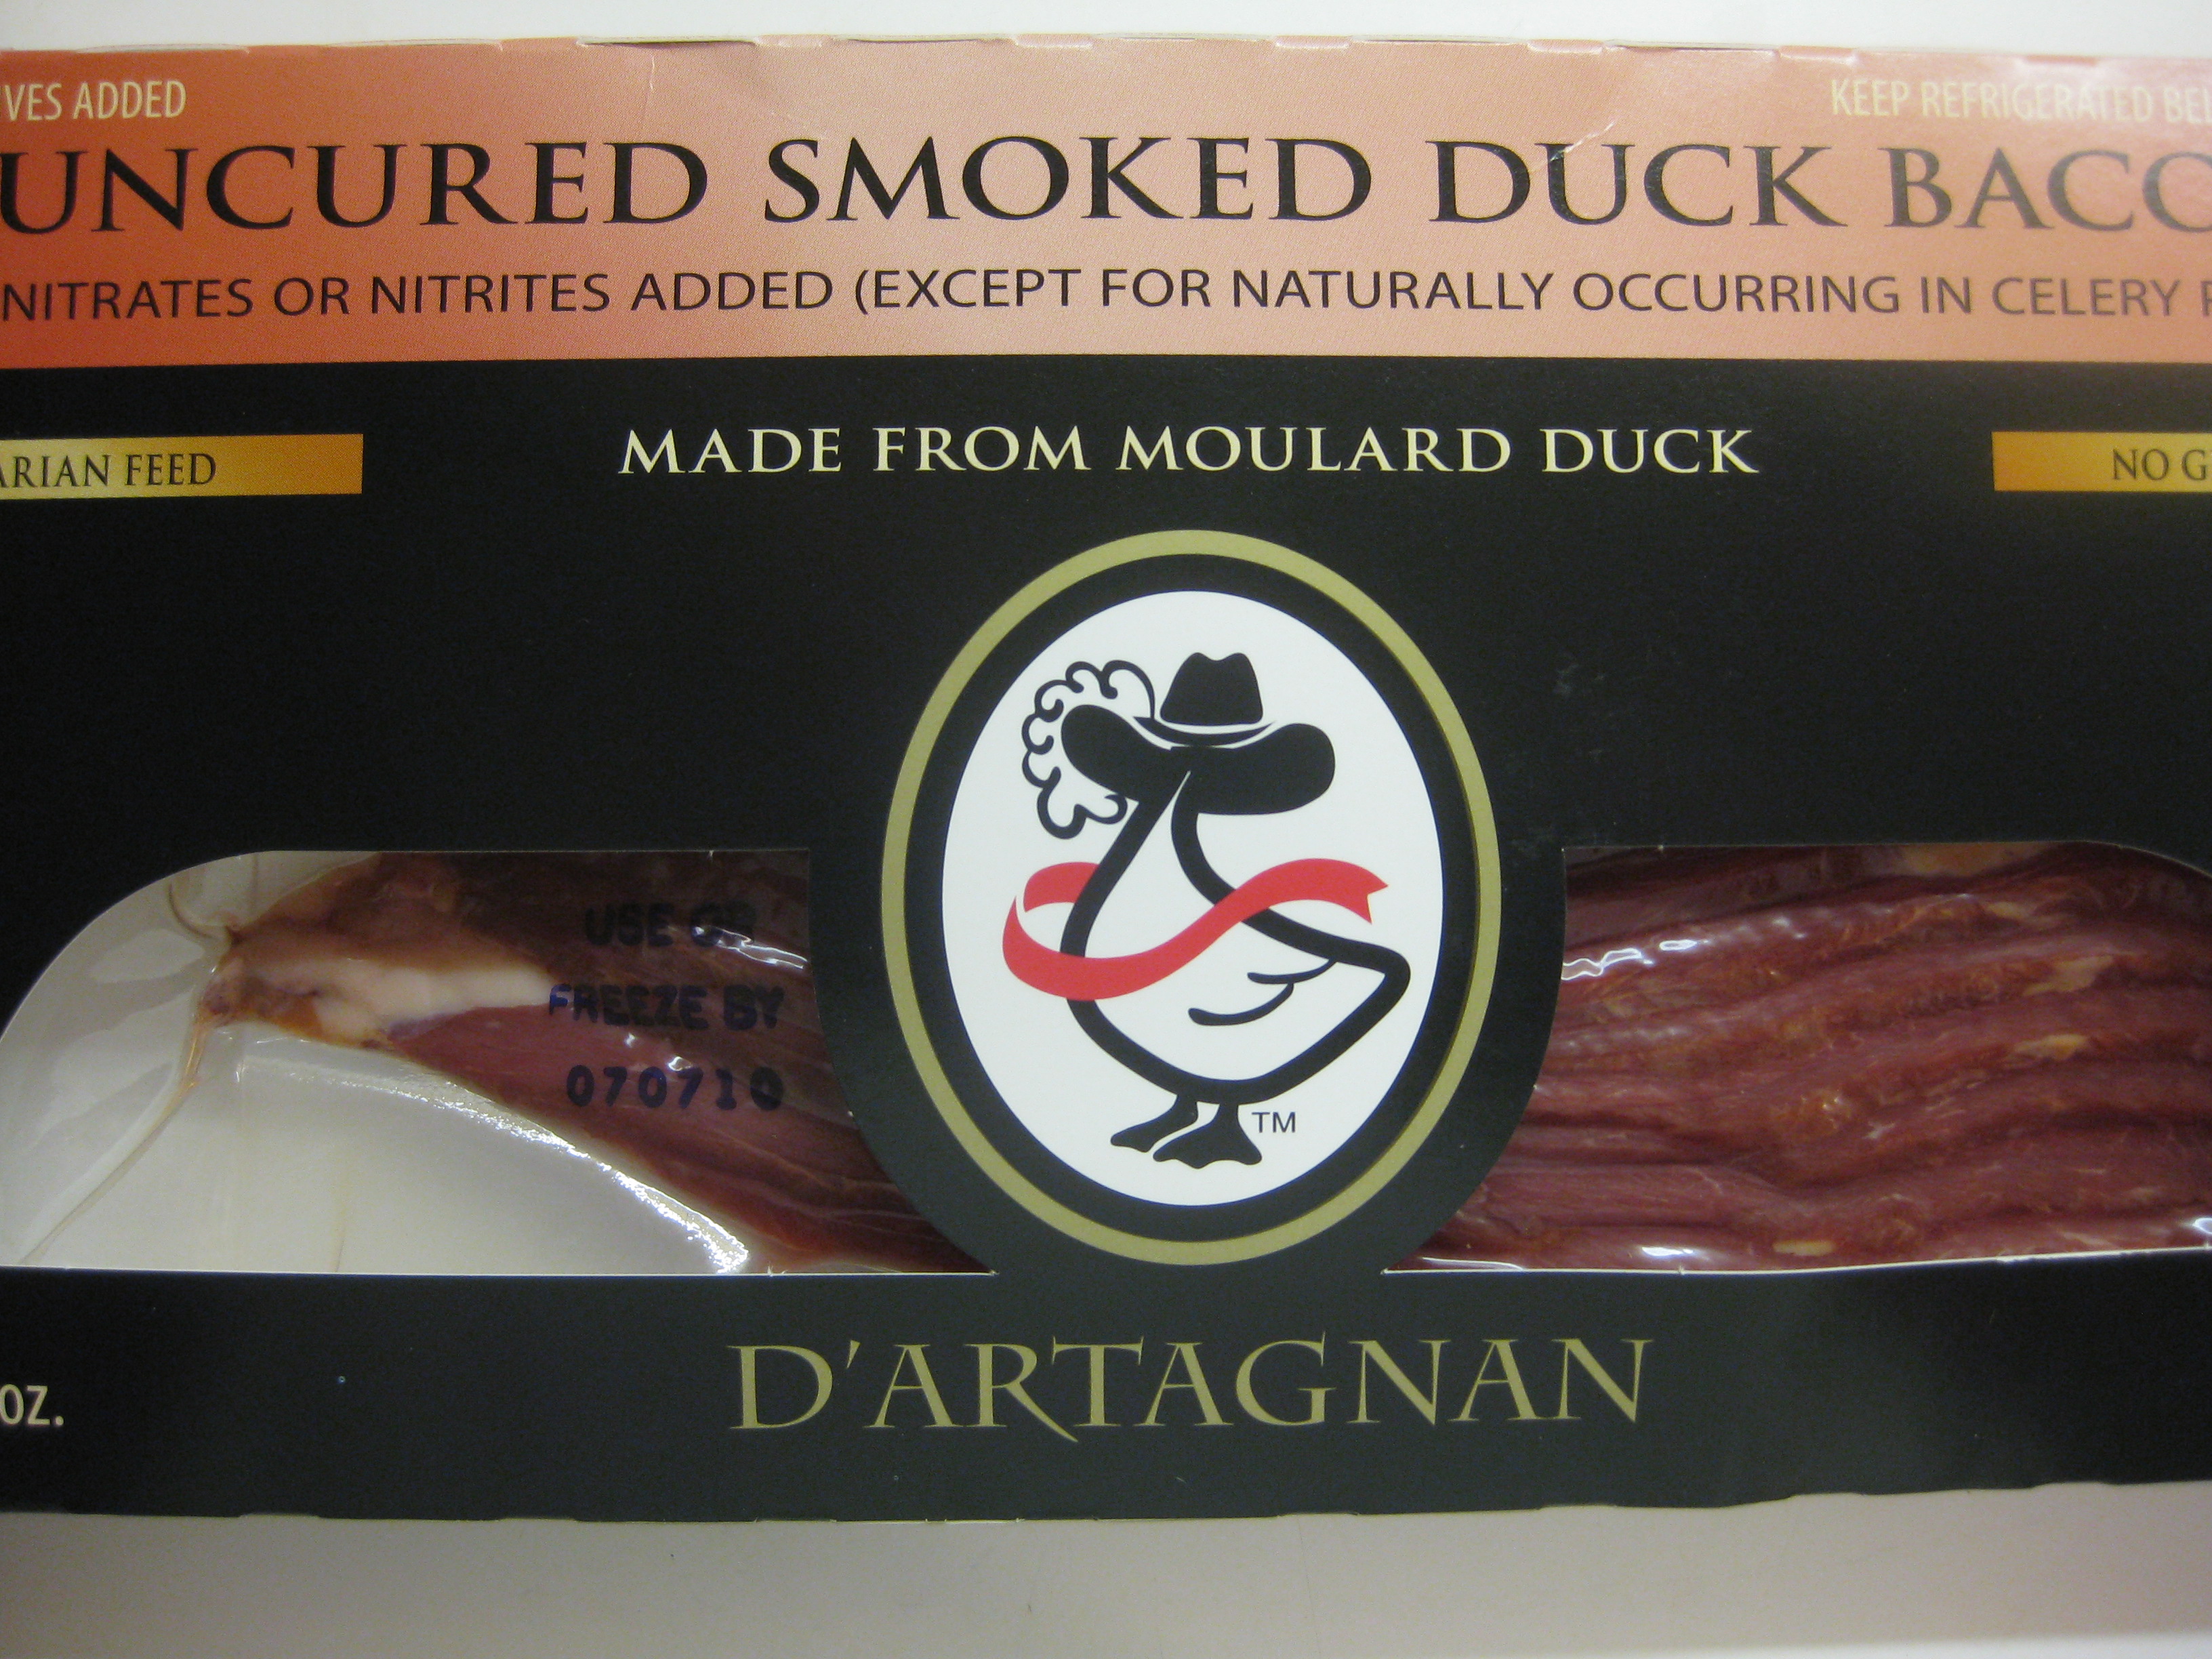 VES ADDED
KEEP REFRIGERATED BEL
UNCURED SMOKED DUCK BACO
NITRATES OR NITRITES ADDED (EXCEPT FOR NATURALLY OCCURRING IN CELERY P
ARIAN FEED
MADE FROM MOULARD DUCK
NO G
USE OR
FREEZE BY
070710
TM
OZ.
D'ARTAGNAN